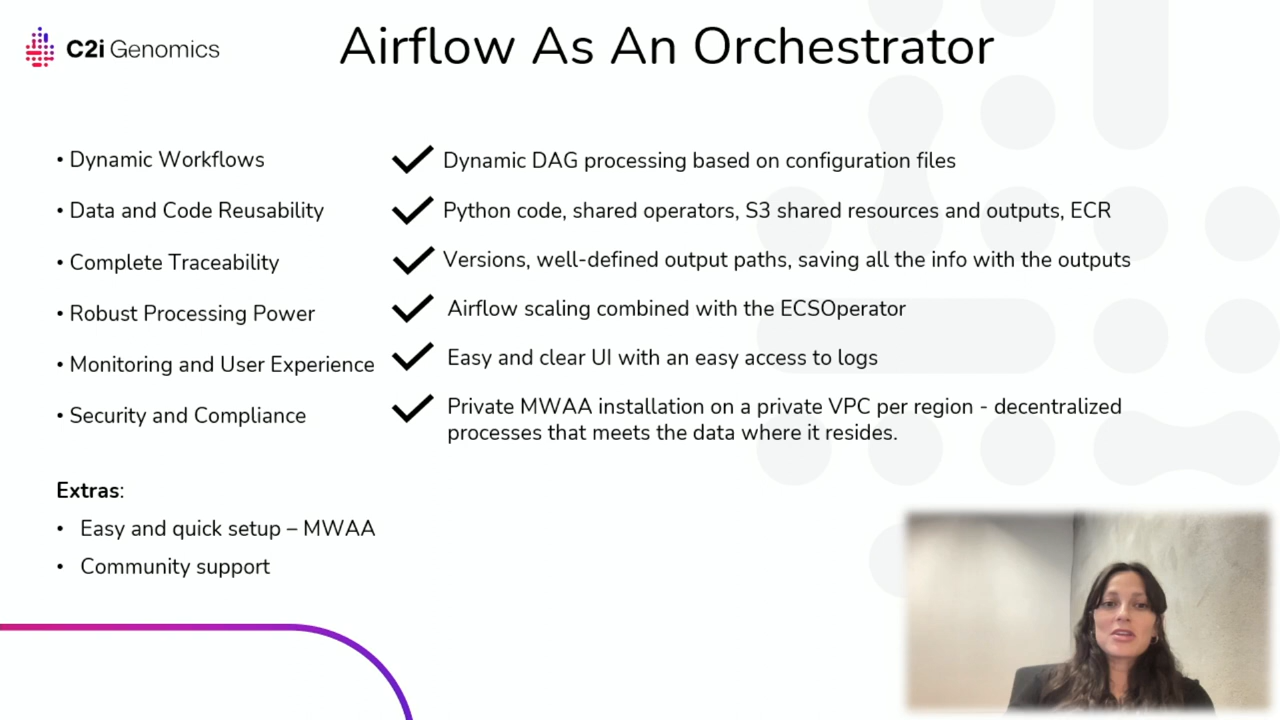 C2i Genomics
Airflow As An Orchestrator
• Dynamic Workflows
Dynamic DAG processing based on configuration files
• Data and Code Reusability
Python code, shared operators, S3 shared resources and outputs, ECR
• Complete Traceability
Versions, well-defined output paths, saving all the info with the outputs
• Robust Processing Power
Airflow scaling combined with the ECSOperator
• Monitoring and User Experience
Easy and clear UI with an easy access to logs
• Security and Compliance
Private MWAA installation on a private VPC per region - decentralized
processes that meets the data where it resides.
Extras:
• Easy and quick setup – MWAA
• Community support